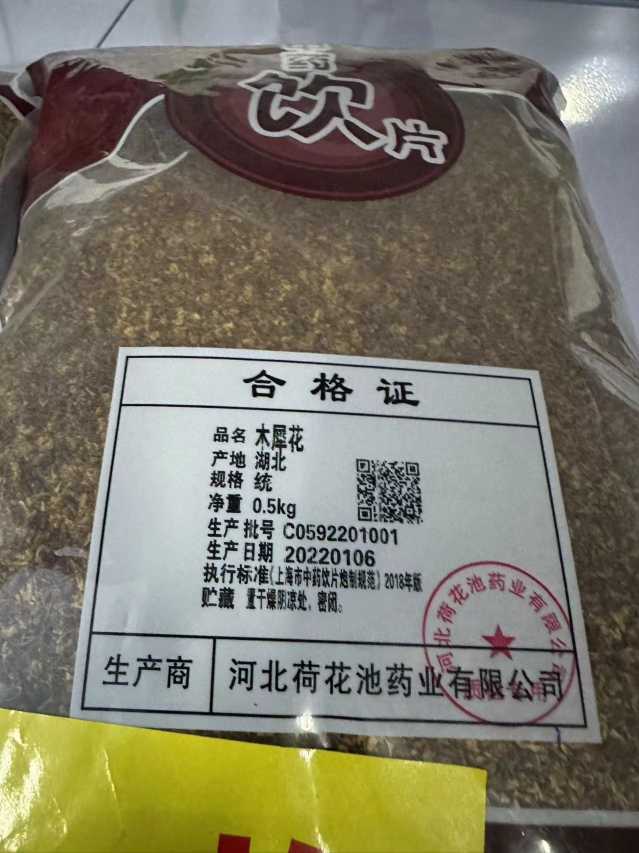 饮片
合格证
品名 木犀花
产地 湖北
规格 统
净重 0.5kg
生产批号 C0592201001
生产日期 20220106
执行标准《上海市中药饮片炮制规范》2018年版
贮藏 置干燥阴凉处,密闭。
生产商 河北荷花池药业有限公司
河北荷花池药业有限公司